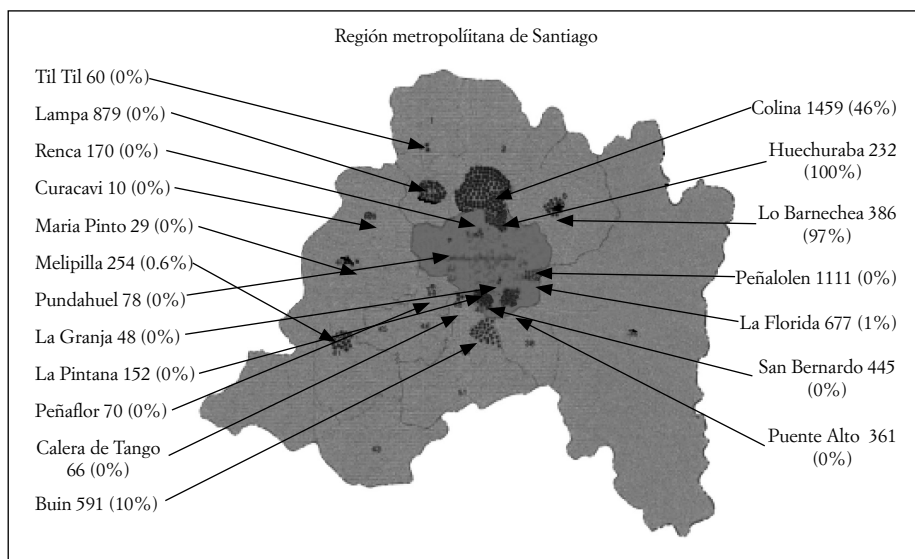 Región metropolíitana de Santiago
Til Til 60 (0%)
Lampa 879 (0%)
Renca 170 (0%)
Curacavi 10 (0%)
Maria Pinto 29 (0%)
Melipilla 254 (0.6%)
Pundahuel 78 (0%)
La Granja 48 (0%)
La Pintana 152 (0%)
Peñaflor 70 (0%)
Calera de Tango
66 (0%)
Buin 591 (10%)
Colina 1459 (46%)
Huechuraba 232
(100%)
Lo Barnechea 386
(97%)
Peñalolen 1111 (0%)
La Florida 677 (1%)
San Bernardo 445
(0%)
Puente Alto 361
(0%)